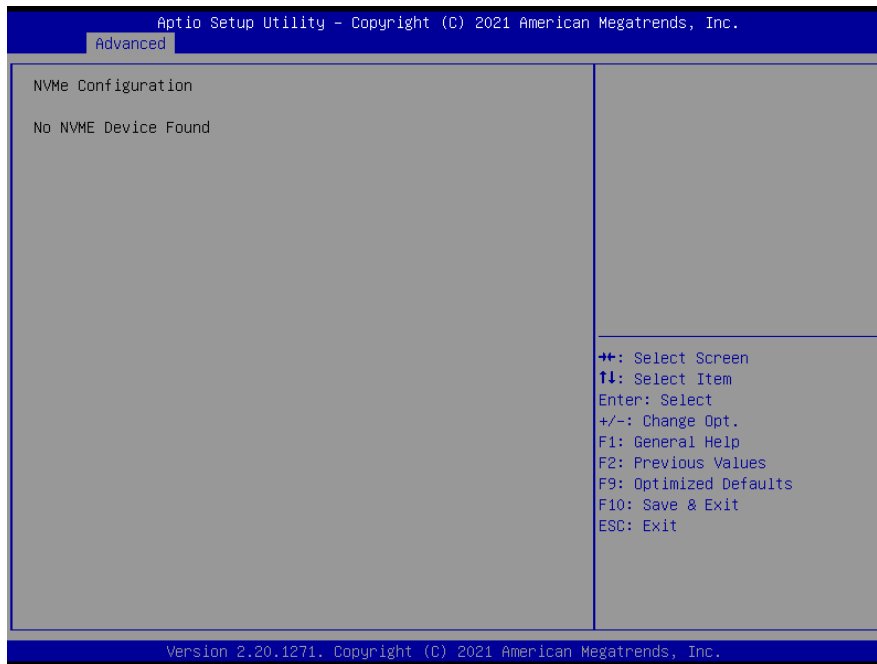 Aptio Setup Utility – Copyright (C) 2021 American Megatrends, Inc.
Advanced
NVMe Configuration
No NVME Device Found
→←: Select Screen
↑↓: Select Item
Enter: Select
+/-: Change Opt.
F1: General Help
F2: Previous Values
F9: Optimized Defaults
F10: Save & Exit
ESC: Exit
Version 2.20.1271. Copyright (C) 2021 American Megatrends, Inc.